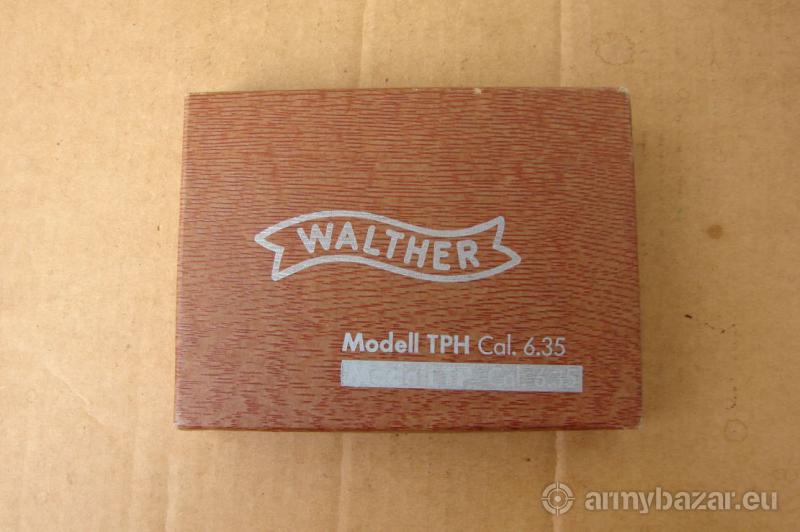 WALTHER
Modell TPH Cal. 6.35
armybazar.eu